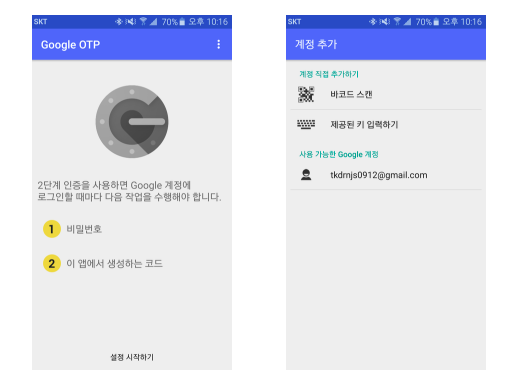 SKT 70% 오후 10:16
Google OTP
2단계 인증을 사용하면 Google 계정에
로그인할 때마다 다음 작업을 수행해야 합니다.
1 비밀번호
2 이 앱에서 생성하는 코드
설정 시작하기
SKT 70% 오후 10:16
계정 추가
계정 직접 추가하기
바코드 스캔
제공된 키 입력하기
사용 가능한 Google 계정
tkdrnjs0912@gmail.com